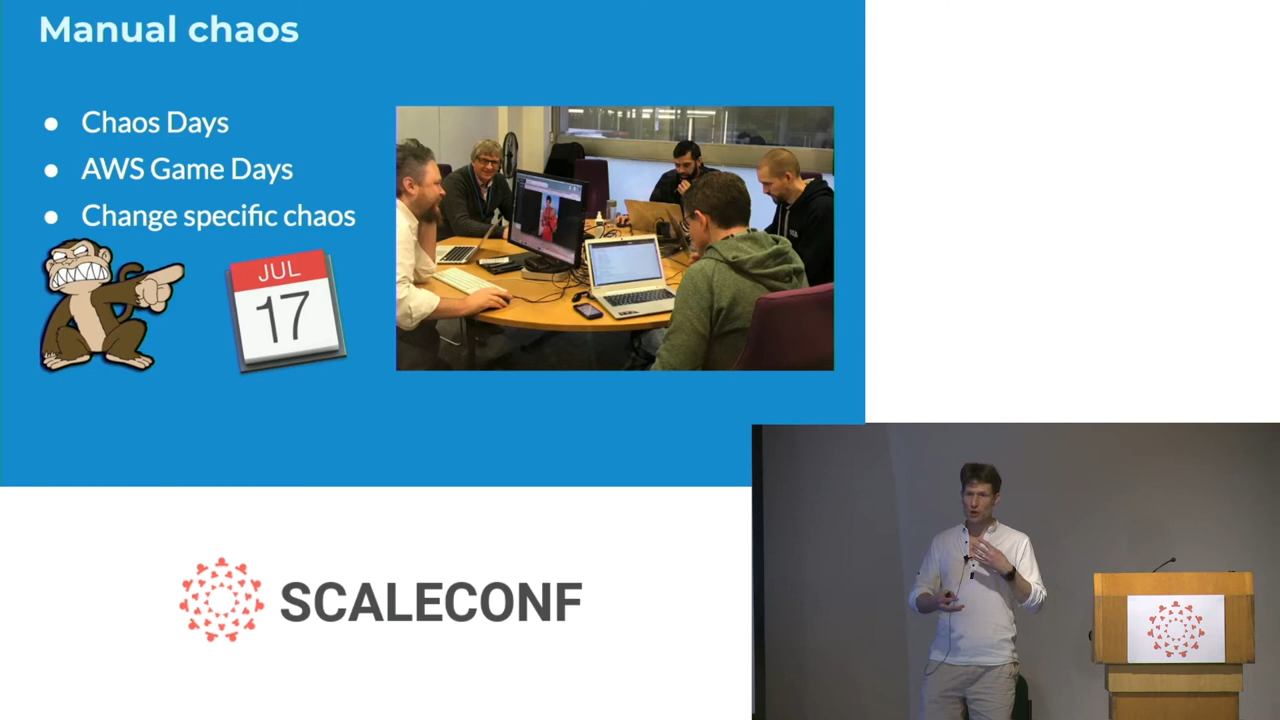 Manual chaos
Chaos Days
AWS Game Days
Change specific chaos
JUL
17
SCALECONF